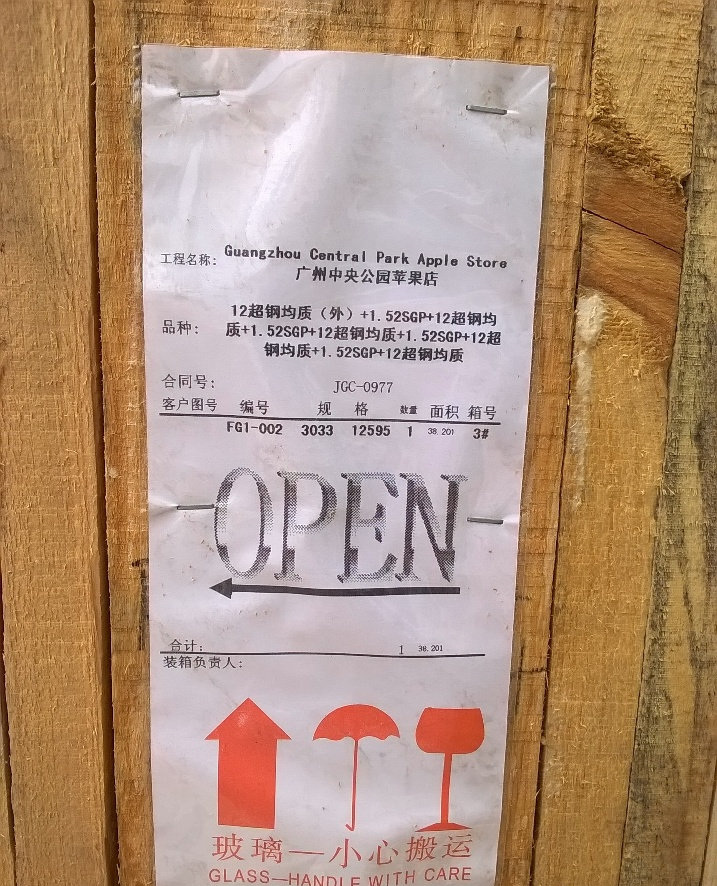 工程名称: Guangzhou Central Park Apple Store
广州中央公园苹果店
品种: 12超钢均质（外）+1.52SGP+12超钢均
质+1.52SGP+12超钢均质+1.52SGP+12超
钢均质+1.52SGP+12超钢均质
合同号: JGC-0977
客户图号 编号 规 格 数量 面积 箱号
FG1-002 3033 12595 1 38.201 3#
OPEN
合计: 1 38.201
装箱负责人:
玻璃—小心搬运
GLASS—HANDLE WITH CARE